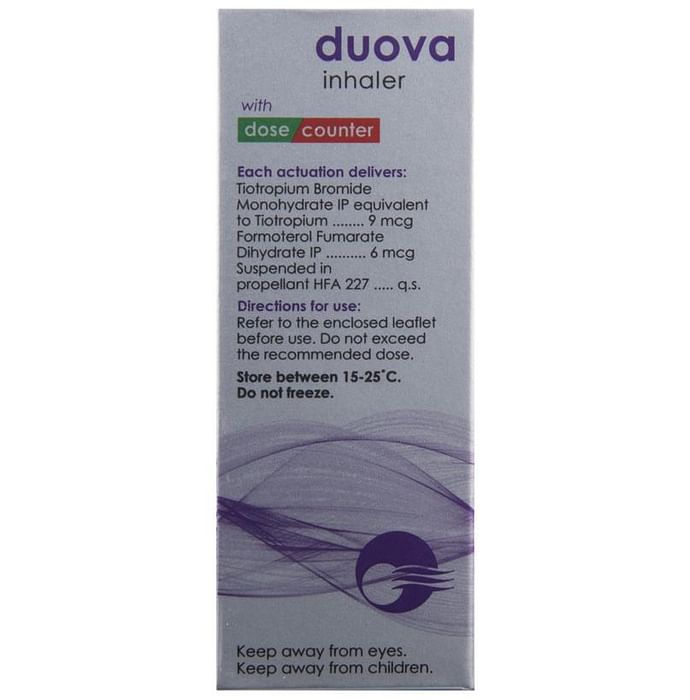 duova
inhaler
with
dose counter
Each actuation delivers:
Tiotropium Bromide
Monohydrate IP equivalent
to Tiotropium ........ 9 mcg
Formoterol Fumarate
Dihydrate IP .......... 6 mcg
Suspended in
propellant HFA 227 ..... q.s.
Directions for use:
Refer to the enclosed leaflet
before use. Do not exceed
the recommended dose.
Store between 15-25°C.
Do not freeze.
Keep away from eyes.
Keep away from children.